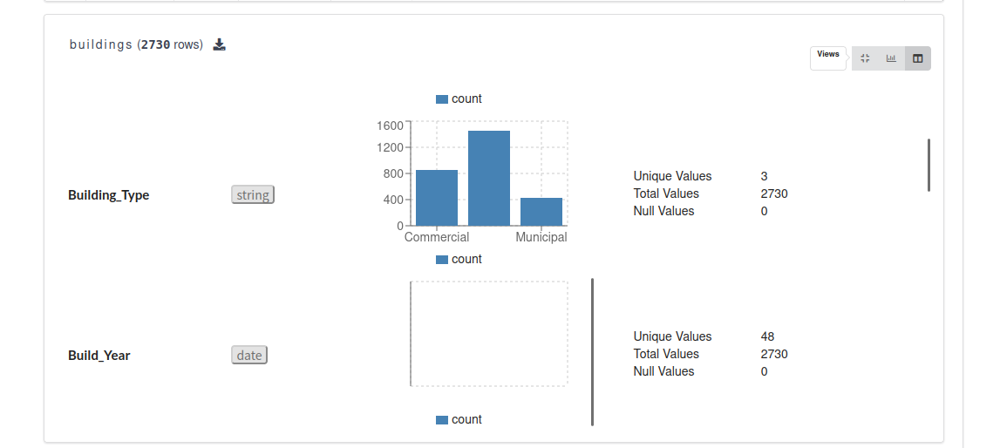 buildings (2730 rows)
Views
count
1600
1200
800
400
0
Commercial Municipal
Building_Type string
Unique Values 3
Total Values 2730
Null Values 0
count
Build_Year date
Unique Values 48
Total Values 2730
Null Values 0
count